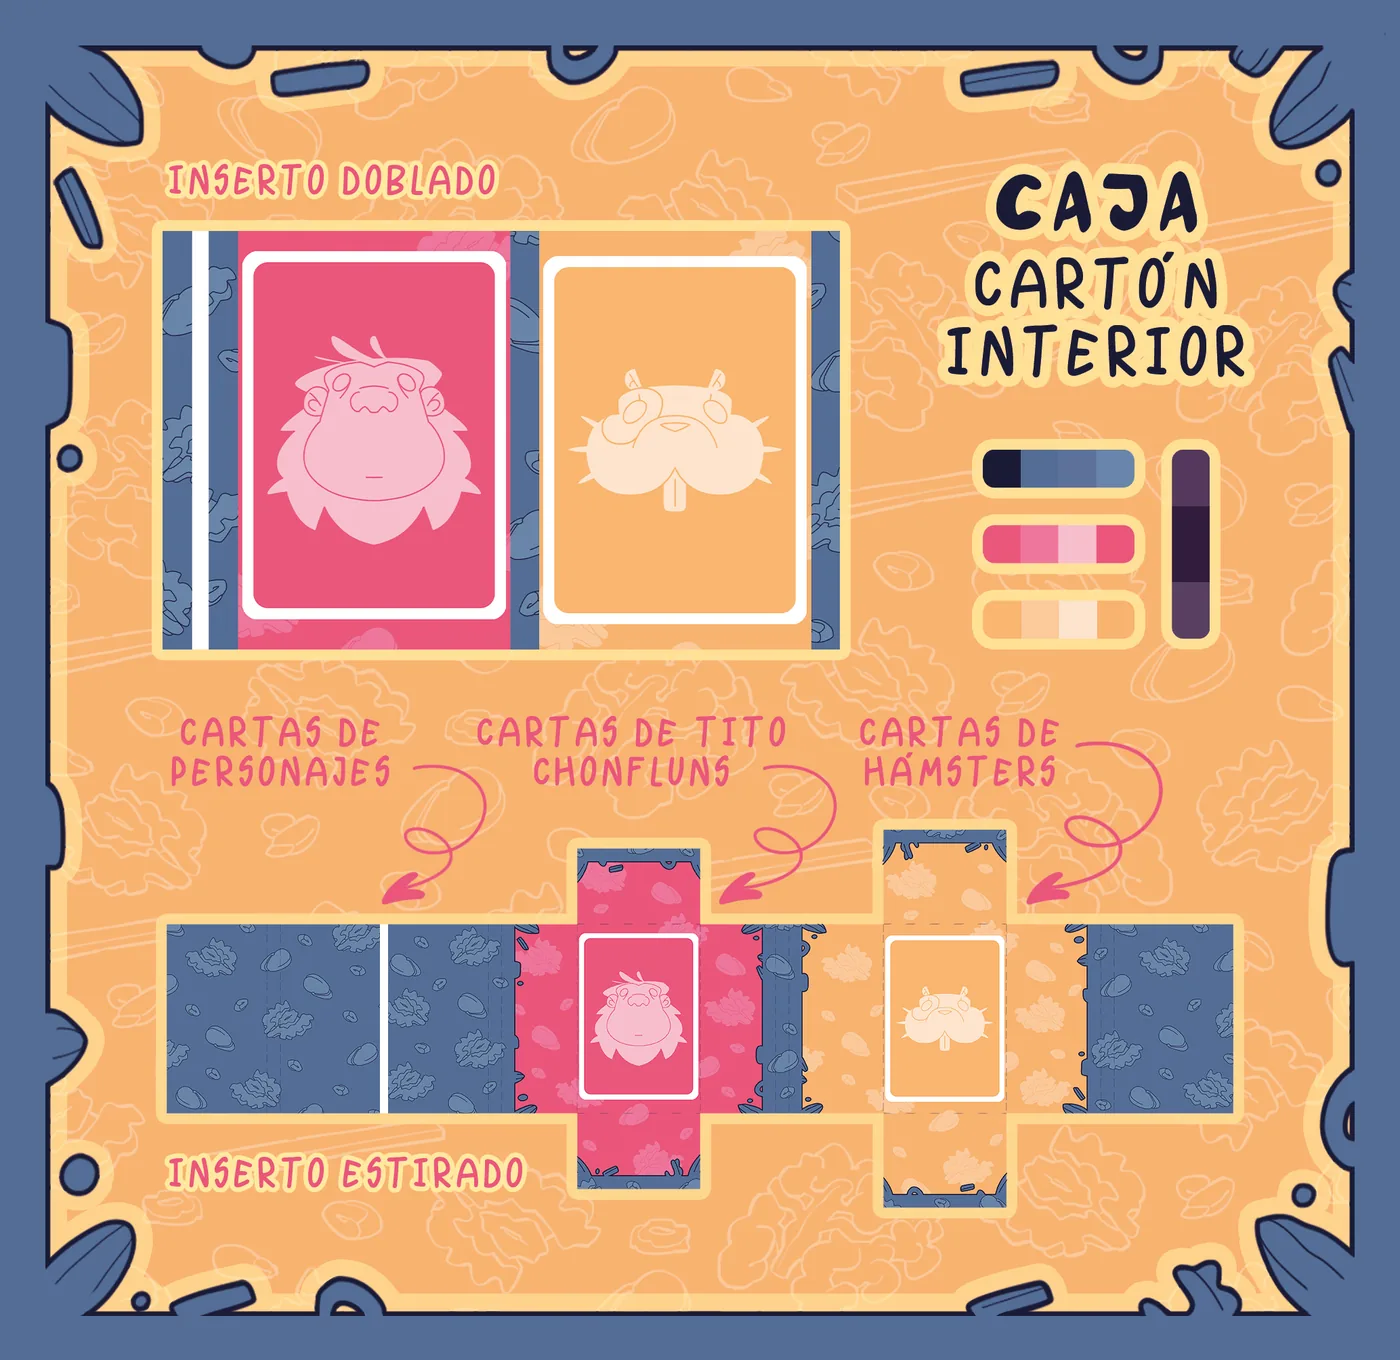 INSERTO DOBLADO
CAJA
CARTÓN
INTERIOR
CARTAS DE
PERSONAJES
CARTAS DE TITO
CHONFLUNS
CARTAS DE
HÁMSTERS
INSERTO ESTIRADO